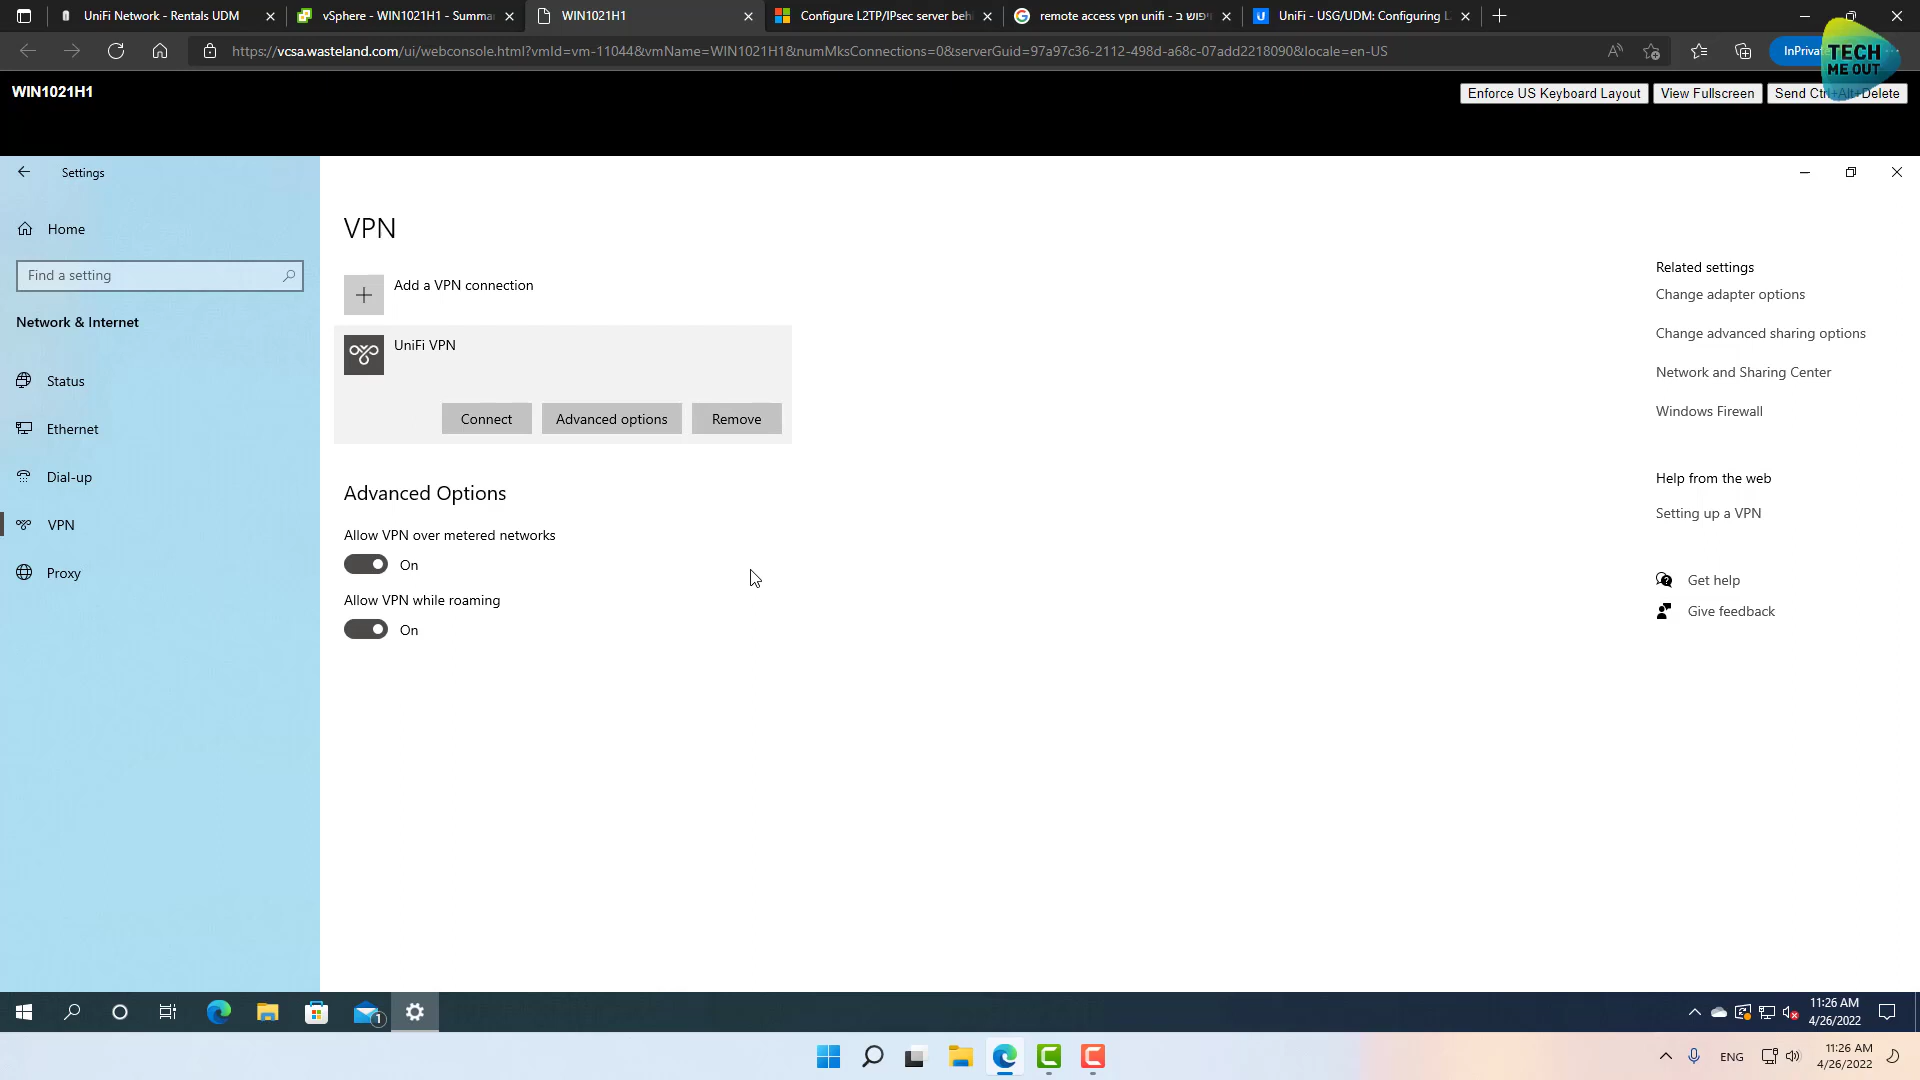 UniFi Network - Rentals UDM
vSphere - WIN1021H1 - Summa
WIN1021H1
Configure L2TP/IPsec server behi
remote access vpn unifi - חיפוש ב
UniFi - USG/UDM: Configuring L
https://vcsa.wasteland.com/ui/webconsole.html?vmId=vm-11044&vmName=WIN1021H1&numMksConnections=0&serverGuid=97a97c36-2112-498d-a68c-07add2218090&locale=en-US
InPrivat
TECH
ME OUT
WIN1021H1
Enforce US Keyboard Layout
View Fullscreen
Send Ctrl+Alt+Delete
Settings
Home
Find a setting
Network & Internet
Status
Ethernet
Dial-up
VPN
Proxy
VPN
Add a VPN connection
UniFi VPN
Connect
Advanced options
Remove
Advanced Options
Allow VPN over metered networks
On
Allow VPN while roaming
On
Related settings
Change adapter options
Change advanced sharing options
Network and Sharing Center
Windows Firewall
Help from the web
Setting up a VPN
Get help
Give feedback
1
11:26 AM
4/26/2022
ENG
11:26 AM
4/26/2022